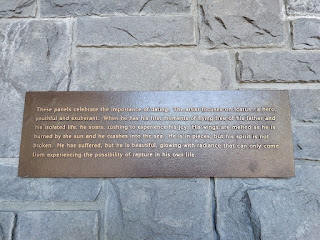 These panels celebrate the importance of daring. The artist focuses on Icarus as hero,
youthful and exuberant. When he has his first moments of flying free of his father and
his isolated life, he soars, rushing to experience his joy. His wings are melted as he is
burned by the sun and he crashes into the sea. He is in pieces, but his spirit is not
broken. He has suffered, but he is beautiful, glowing with radiance that can only come
from experiencing the possibility of rapture in his own life.